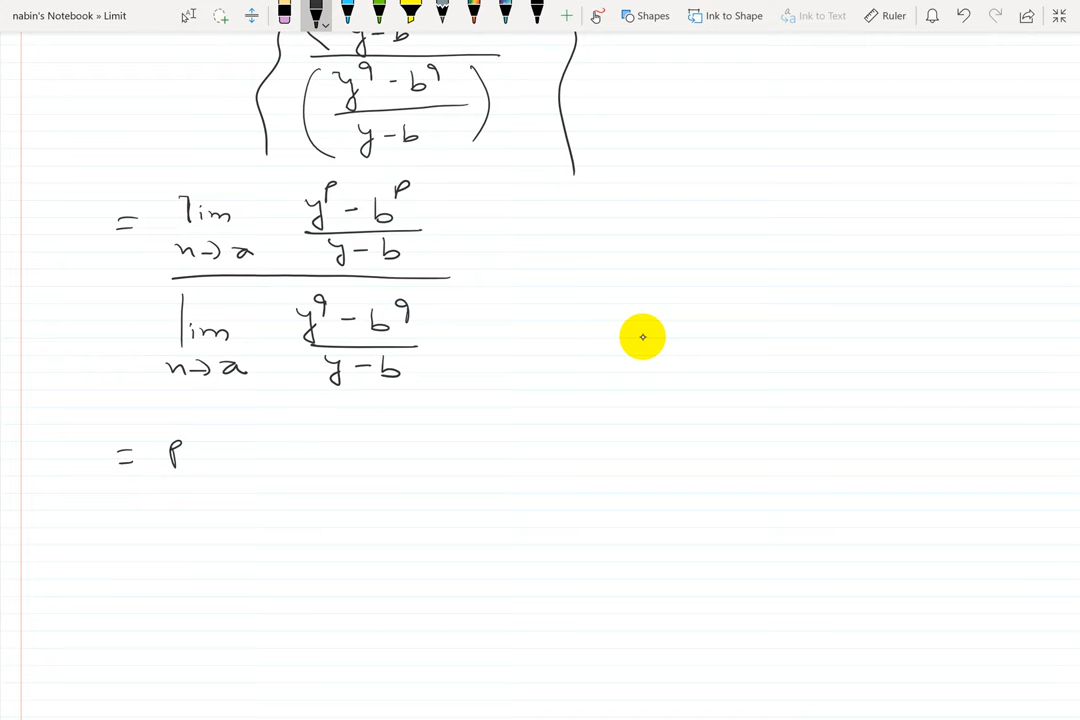 nabin's Notebook » Limit
Shapes
Ink to Shape
Ink to Text
Ruler
y - b
y^q - b^q
y - b
= lim y^p - b^p
n→a y - b
lim y^q - b^q
n→a y - b
= p